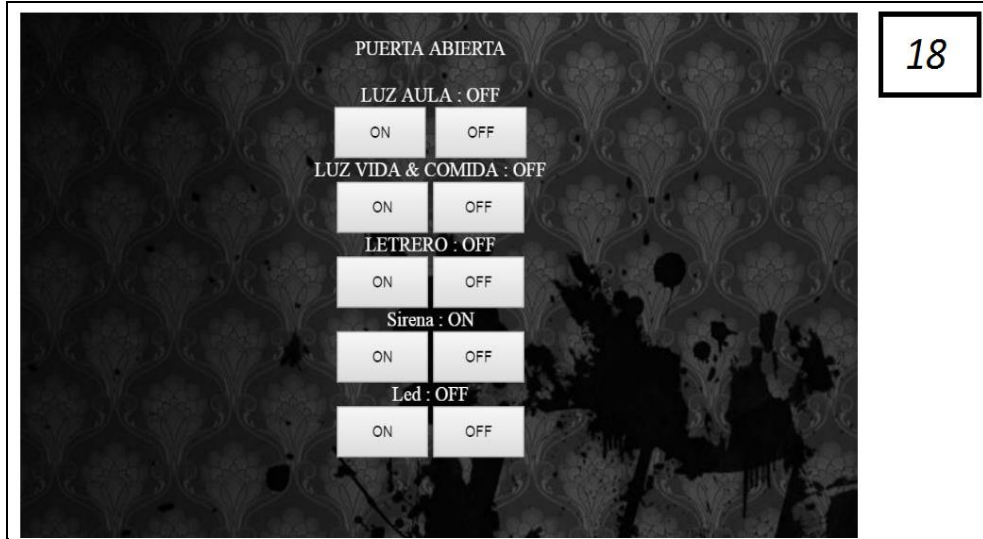 PUERTA ABIERTA
LUZ AULA : OFF
ON OFF
LUZ VIDA & COMIDA : OFF
ON OFF
LETRERO : OFF
ON OFF
Sirena : ON
ON OFF
Led : OFF
ON OFF
18